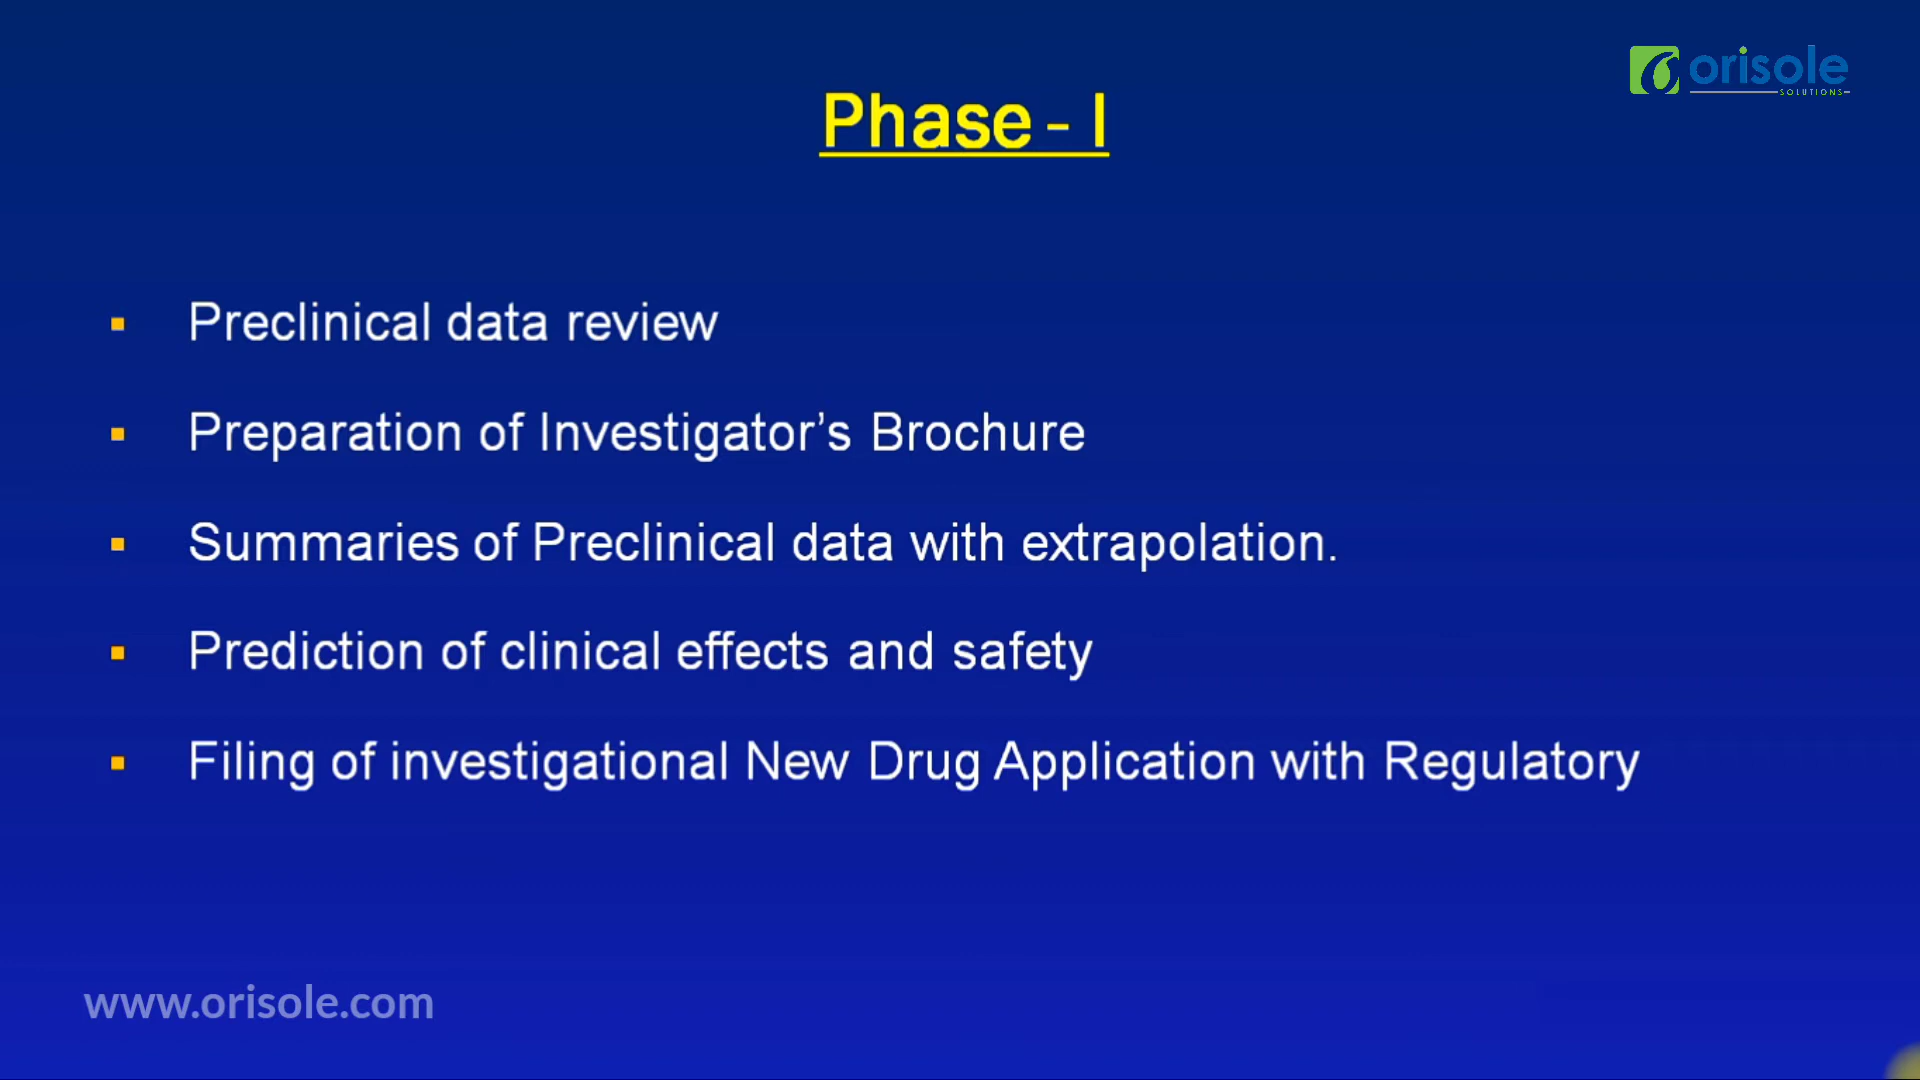 orisole
SOLUTIONS
Phase - I
Preclinical data review
Preparation of Investigator’s Brochure
Summaries of Preclinical data with extrapolation.
Prediction of clinical effects and safety
Filing of investigational New Drug Application with Regulatory
www.orisole.com